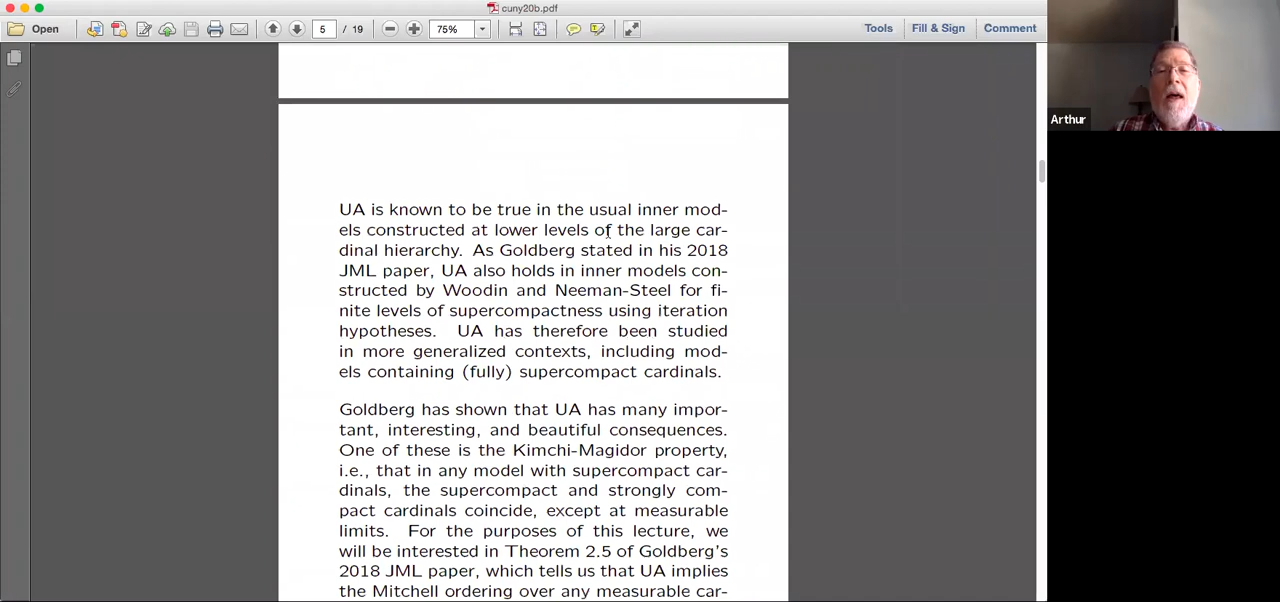 cuny20b.pdf
Open
5 / 19
75%
Tools
Fill & Sign
Comment
Arthur
UA is known to be true in the usual inner mod-
els constructed at lower levels of the large car-
dinal hierarchy. As Goldberg stated in his 2018
JML paper, UA also holds in inner models con-
structed by Woodin and Neeman-Steel for fi-
nite levels of supercompactness using iteration
hypotheses. UA has therefore been studied
in more generalized contexts, including mod-
els containing (fully) supercompact cardinals.
Goldberg has shown that UA has many impor-
tant, interesting, and beautiful consequences.
One of these is the Kimchi-Magidor property,
i.e., that in any model with supercompact car-
dinals, the supercompact and strongly com-
pact cardinals coincide, except at measurable
limits. For the purposes of this lecture, we
will be interested in Theorem 2.5 of Goldberg's
2018 JML paper, which tells us that UA implies
the Mitchell ordering over any measurable car-